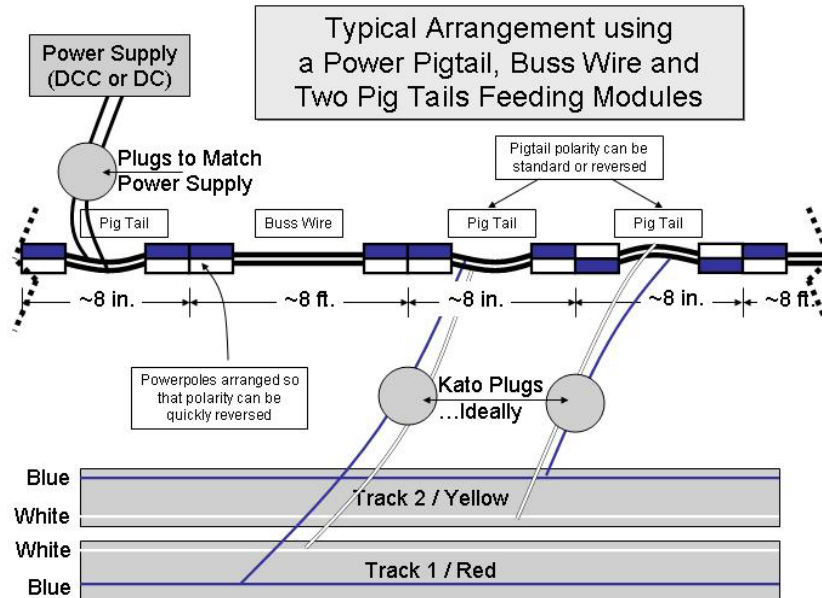 Typical Arrangement using
a Power Pigtail, Buss Wire and
Two Pig Tails Feeding Modules
Power Supply
(DCC or DC)
Plugs to Match
Power Supply
Pigtail polarity can be
standard or reversed
Pig Tail
Buss Wire
Pig Tail
Pig Tail
~8 in.
~8 ft.
~8 in.
~8 in.
~8 ft.
Powerpoles arranged so
that polarity can be
quickly reversed
Kato Plugs
...Ideally
Blue
Track 2 / Yellow
White
White
Track 1 / Red
Blue